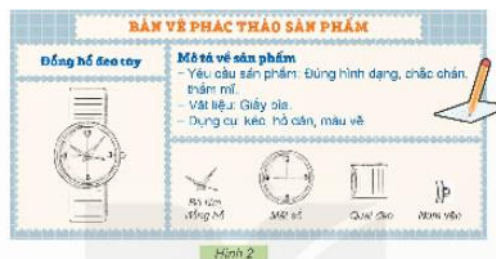 BẢN VẼ PHÁC THẢO SẢN PHẨM
Đồng hồ đeo tay
Mô tả về sản phẩm
- Yêu cầu sản phẩm: Đúng hình dạng, chắc chắn,
thẩm mĩ.
- Vật liệu: Giấy bìa.
- Dụng cụ: kéo, hồ dán, màu vẽ.
Bộ kim
đồng hồ
Mặt số
Quai đeo
Núm vặn
Hình 2